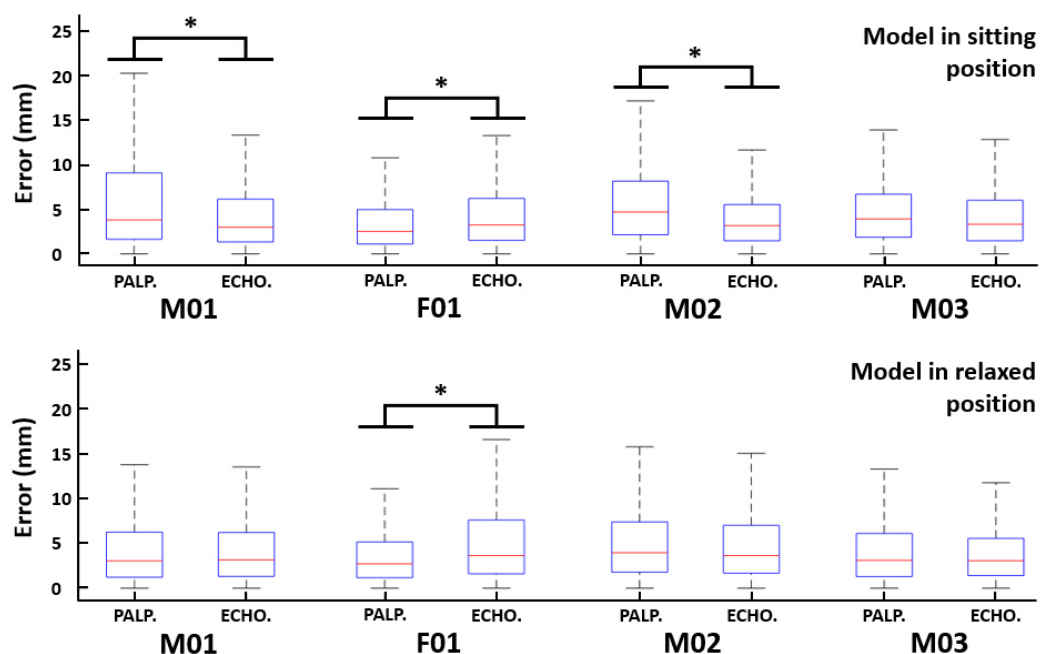 25
20
15
10
5
0
Error (mm)
Model in sitting
position
*
*
*
PALP.
ECHO.
PALP.
ECHO.
PALP.
ECHO.
PALP.
ECHO.
M01
F01
M02
M03
25
20
15
10
5
0
Error (mm)
Model in relaxed
position
*
PALP.
ECHO.
PALP.
ECHO.
PALP.
ECHO.
PALP.
ECHO.
M01
F01
M02
M03